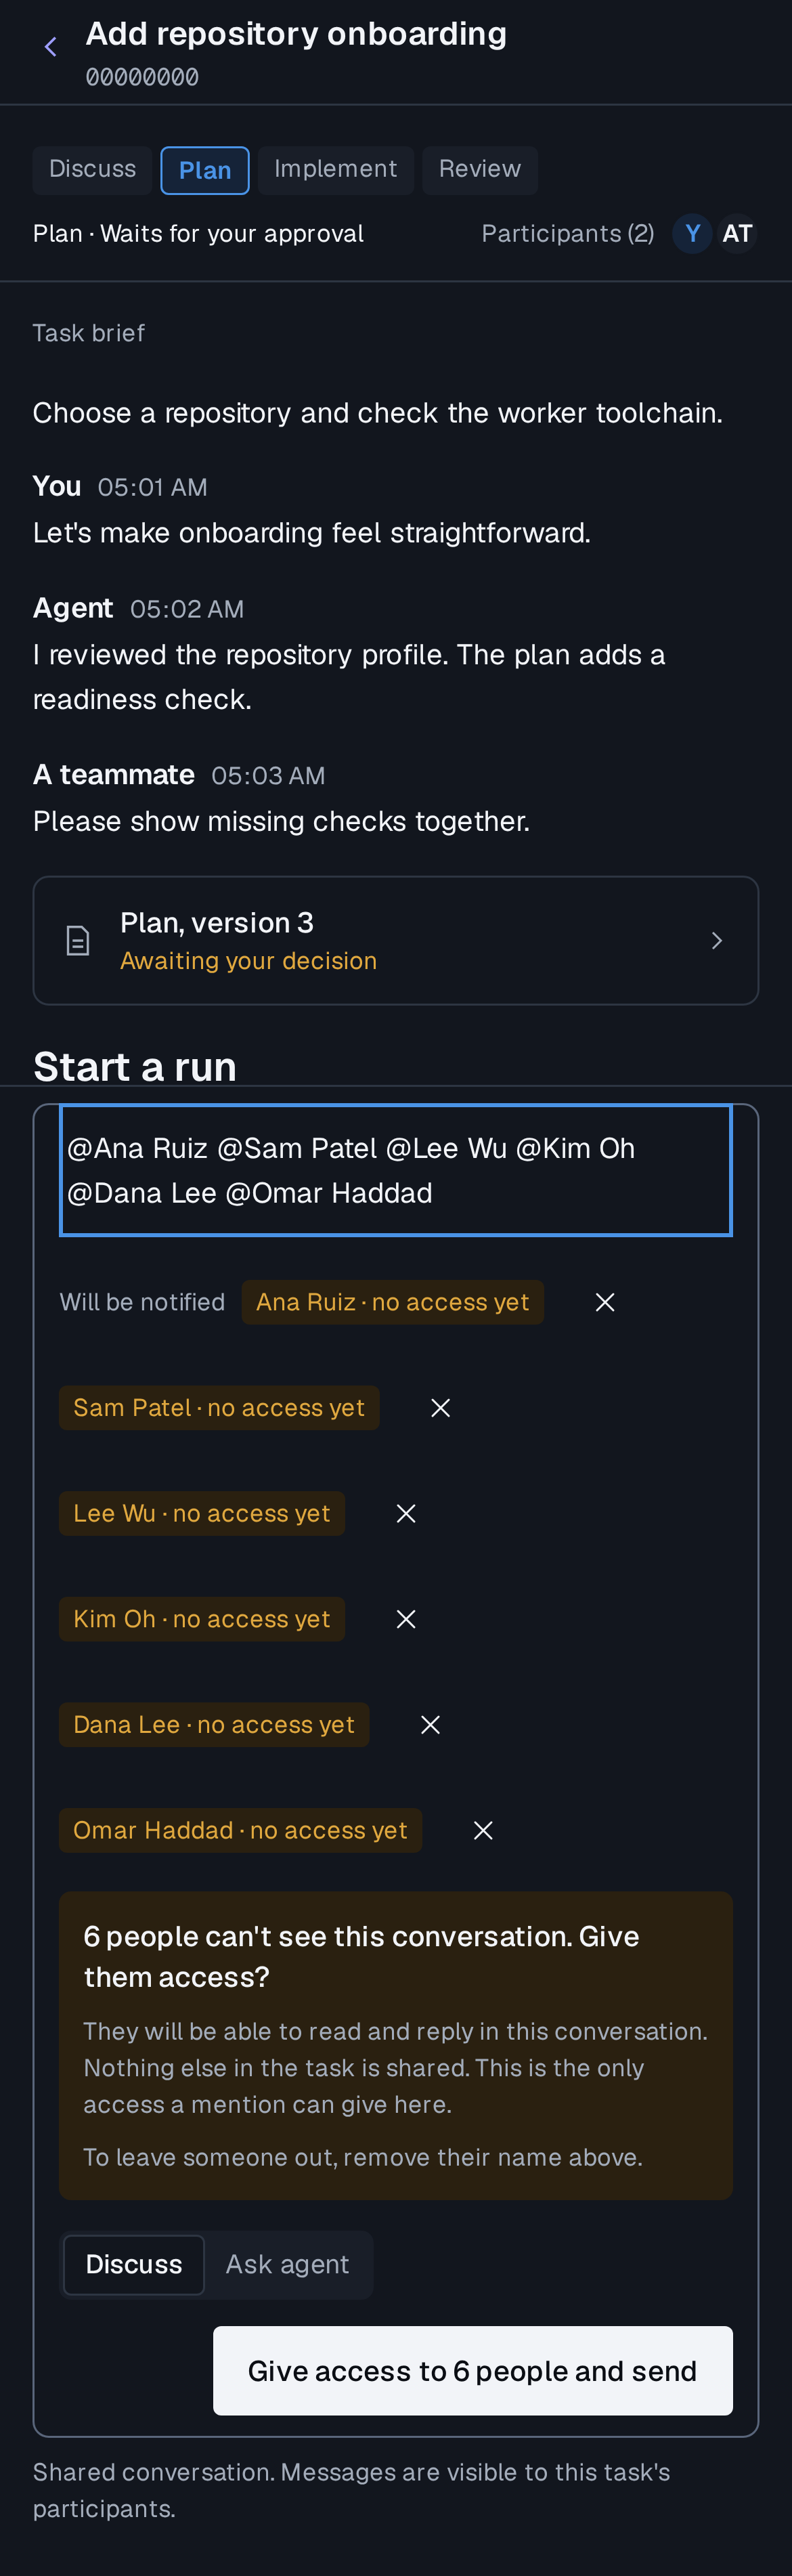 Add repository onboarding
00000000
Discuss Plan Implement Review
Plan · Waits for your approval Participants (2) Y AT
Task brief
Choose a repository and check the worker toolchain.
You 05:01 AM
Let's make onboarding feel straightforward.
Agent 05:02 AM
I reviewed the repository profile. The plan adds a
readiness check.
A teammate 05:03 AM
Please show missing checks together.
Plan, version 3
Awaiting your decision
Start a run
@Ana Ruiz @Sam Patel @Lee Wu @Kim Oh
@Dana Lee @Omar Haddad
Will be notified Ana Ruiz · no access yet
Sam Patel · no access yet
Lee Wu · no access yet
Kim Oh · no access yet
Dana Lee · no access yet
Omar Haddad · no access yet
6 people can't see this conversation. Give
them access?
They will be able to read and reply in this conversation.
Nothing else in the task is shared. This is the only
access a mention can give here.
To leave someone out, remove their name above.
Discuss Ask agent
Give access to 6 people and send
Shared conversation. Messages are visible to this task's
participants.